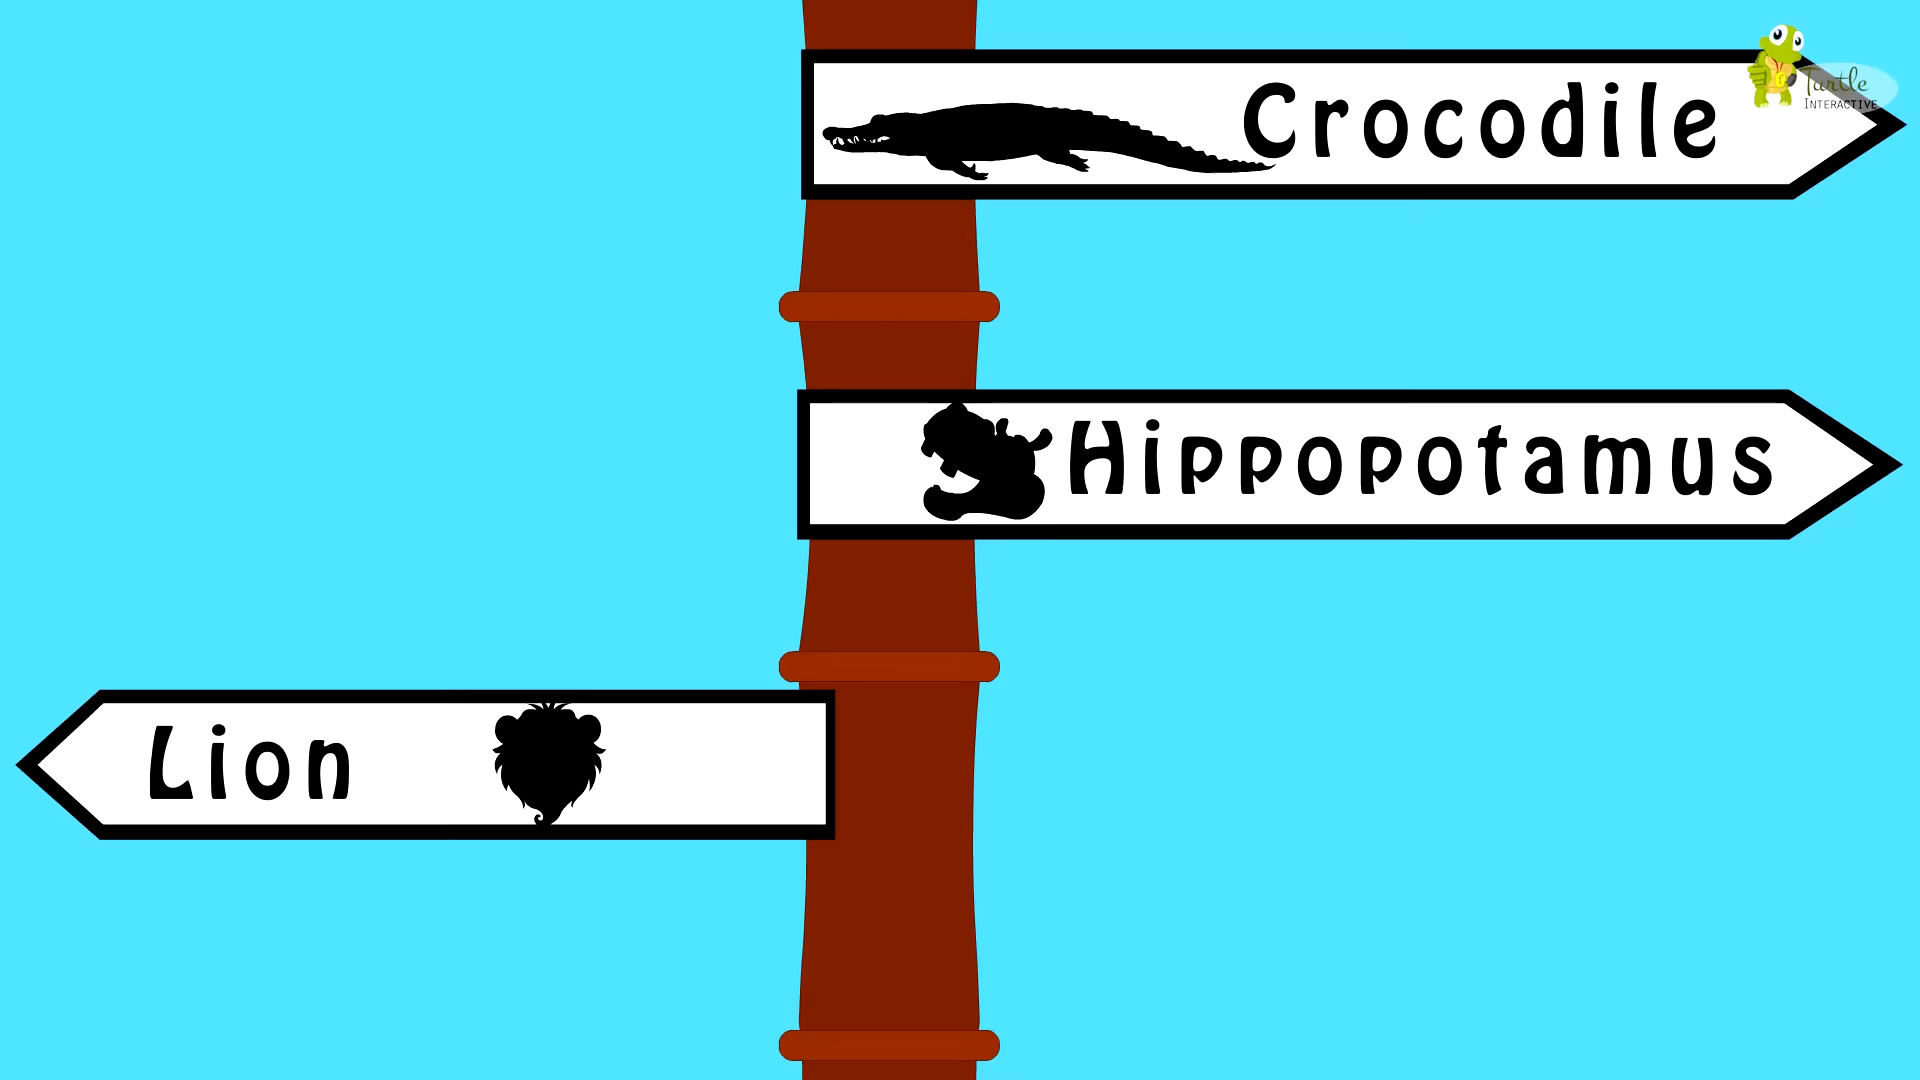 Crocodile
Turtle
INTERACTIVE
Hippopotamus
Lion